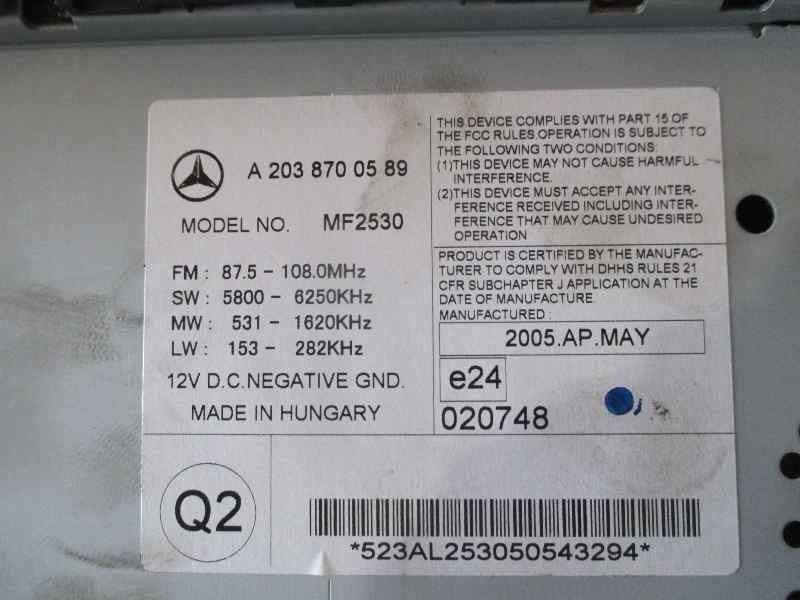 A 203 870 05 89
MODEL NO. MF2530
FM : 87.5 - 108.0MHz
SW : 5800 - 6250KHz
MW : 531 - 1620KHz
LW : 153 - 282KHz
12V D.C.NEGATIVE GND.
MADE IN HUNGARY
THIS DEVICE COMPLIES WITH PART 15 OF
THE FCC RULES.OPERATION IS SUBJECT TO
THE FOLLOWING TWO CONDITIONS:
(1)THIS DEVICE MAY NOT CAUSE HARMFUL
INTERFERENCE.
(2)THIS DEVICE MUST ACCEPT ANY INTER-
FERENCE RECEIVED INCLUDING INTER-
FERENCE THAT MAY CAUSE UNDESIRED
OPERATION
PRODUCT IS CERTIFIED BY THE MANUFAC-
TURER TO COMPLY WITH DHHS RULES 21
CFR SUBCHAPTER J APPLICATION AT THE
DATE OF MANUFACTURE.
MANUFACTURED :
2005.AP.MAY
e24
020748
Q2
*523AL253050543294*